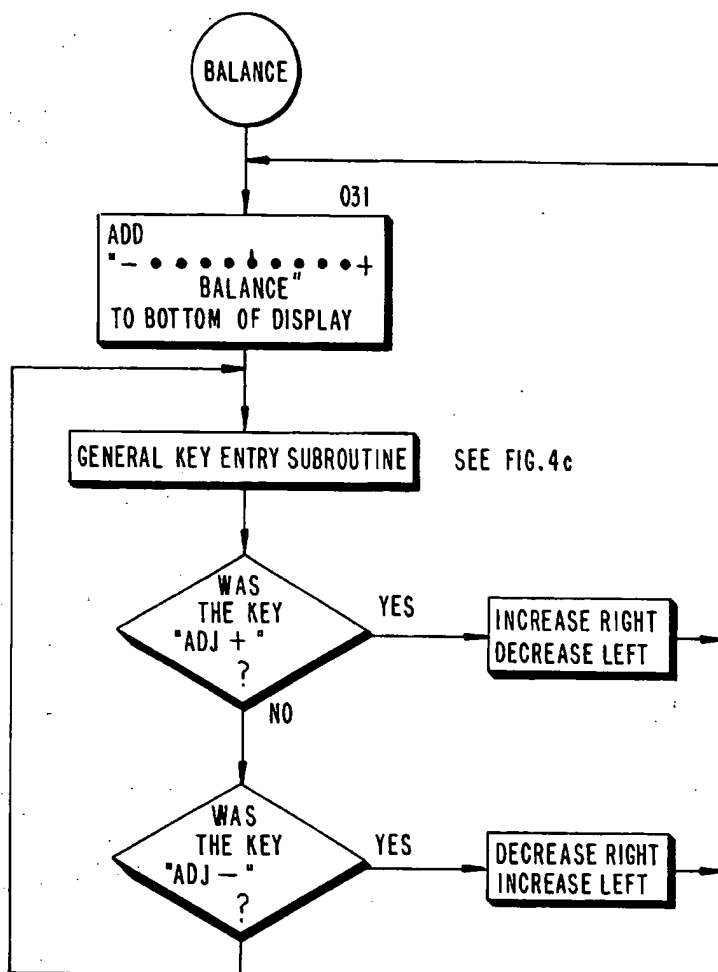 BALANCE
031
ADD
"- • • • • • • • • • +
BALANCE"
TO BOTTOM OF DISPLAY
GENERAL KEY ENTRY SUBROUTINE
SEE FIG.4c
WAS
THE KEY
"ADJ + "
?
YES
INCREASE RIGHT
DECREASE LEFT
NO
WAS
THE KEY
"ADJ - "
?
YES
DECREASE RIGHT
INCREASE LEFT